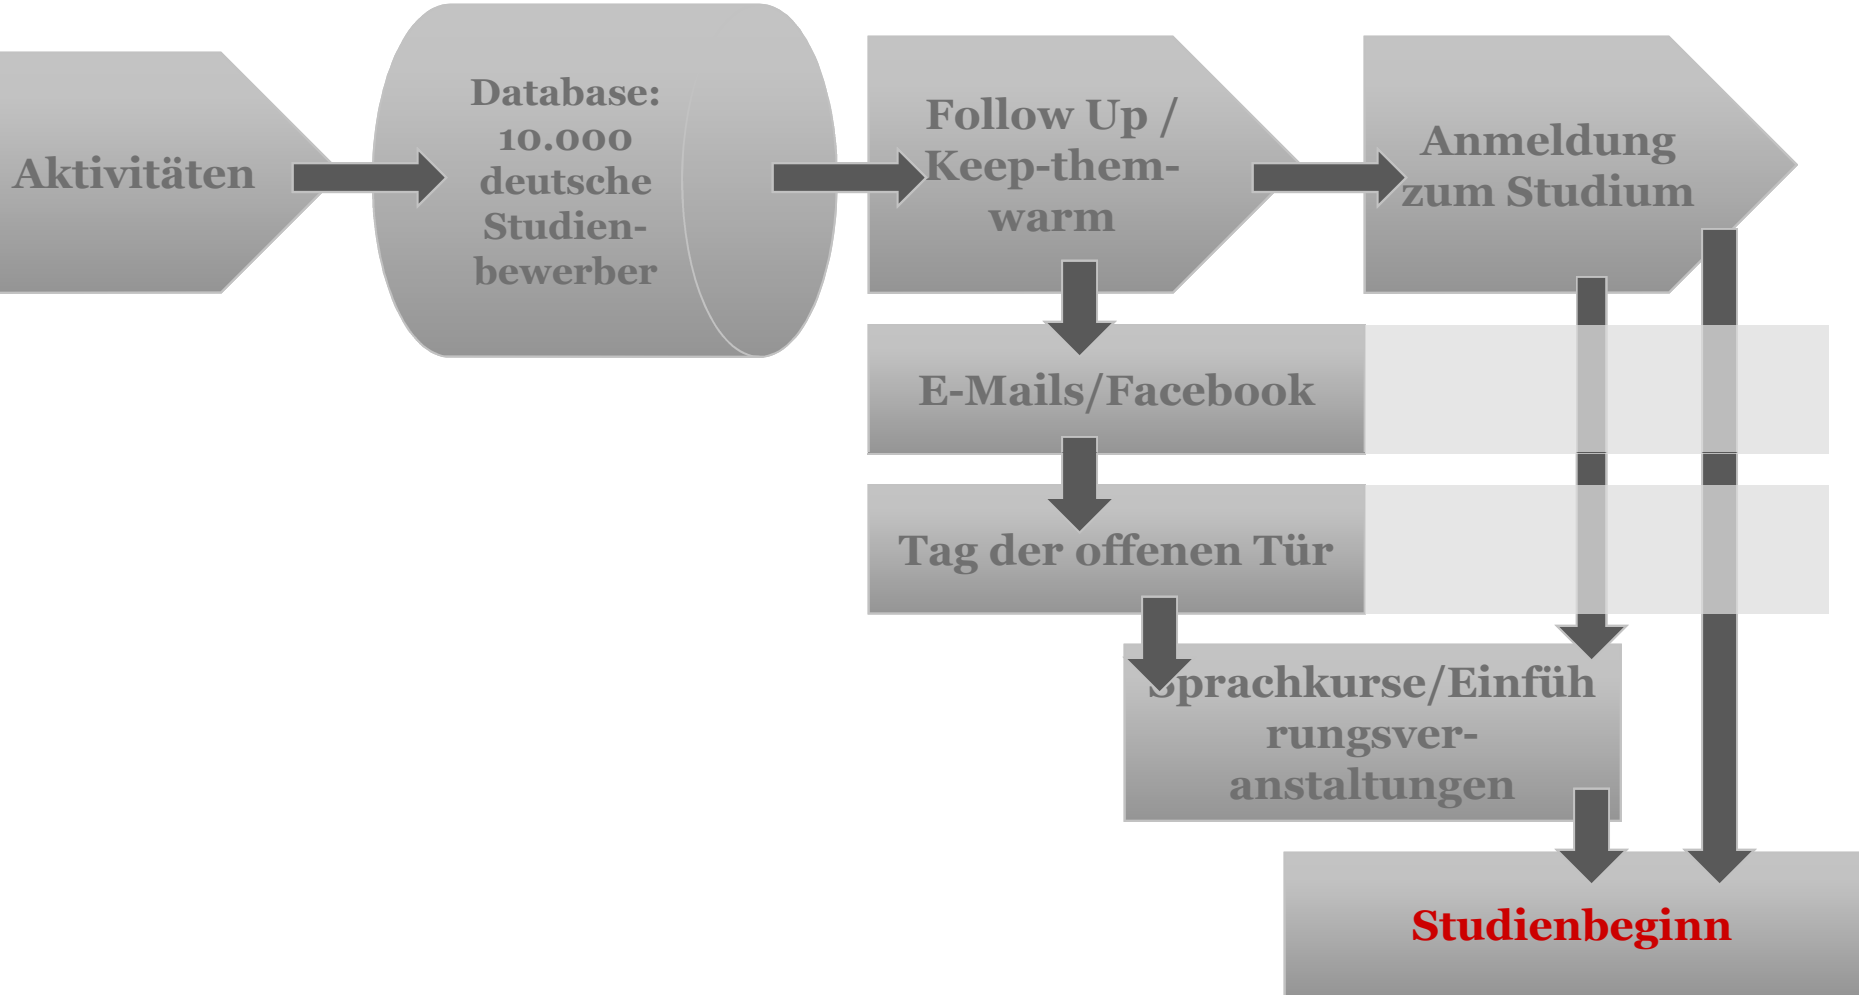 Aktivitäten
Database:
10.000
deutsche
Studien-
bewerber
Follow Up /
Keep-them-
warm
Anmeldung
zum Studium
E-Mails/Facebook
Tag der offenen Tür
Sprachkurse/Einfüh
rungsver-
anstaltungen
Studienbeginn